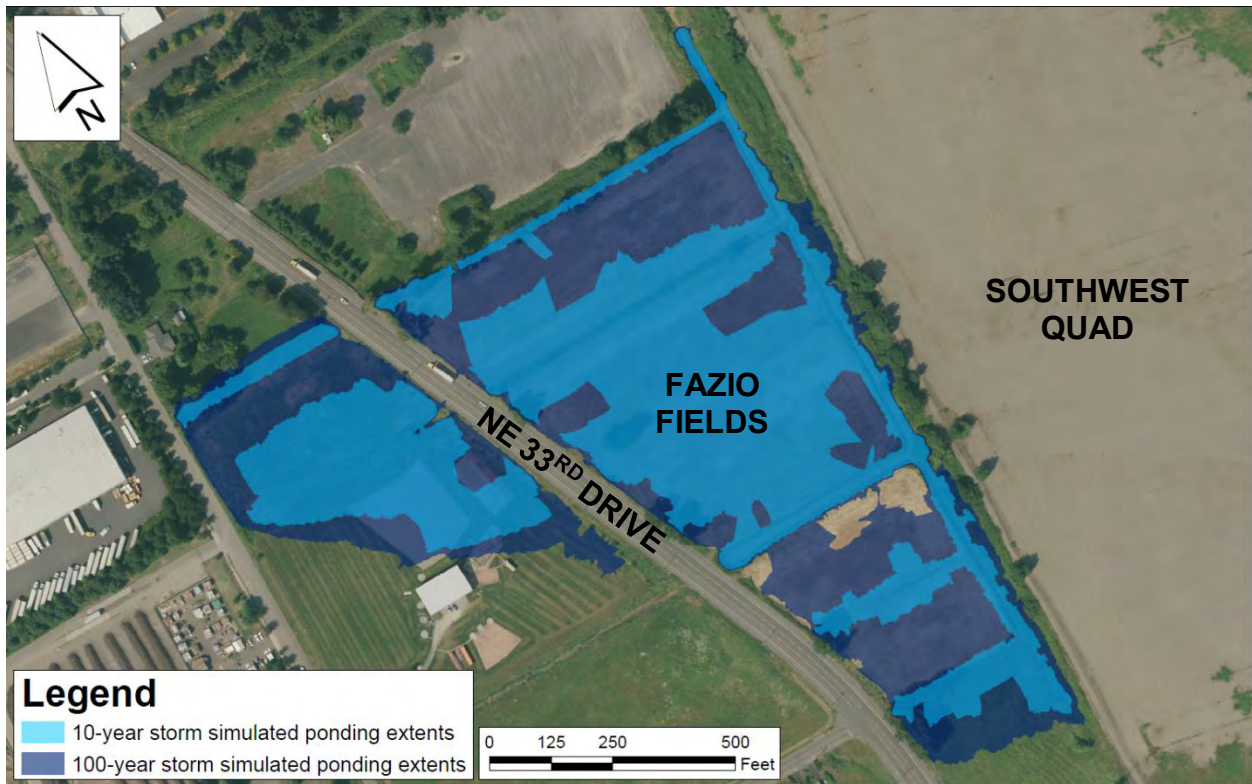 N
SOUTHWEST
QUAD
FAZIO
FIELDS
NE 33RD DRIVE
Legend
10-year storm simulated ponding extents
100-year storm simulated ponding extents
0 125 250 500
Feet